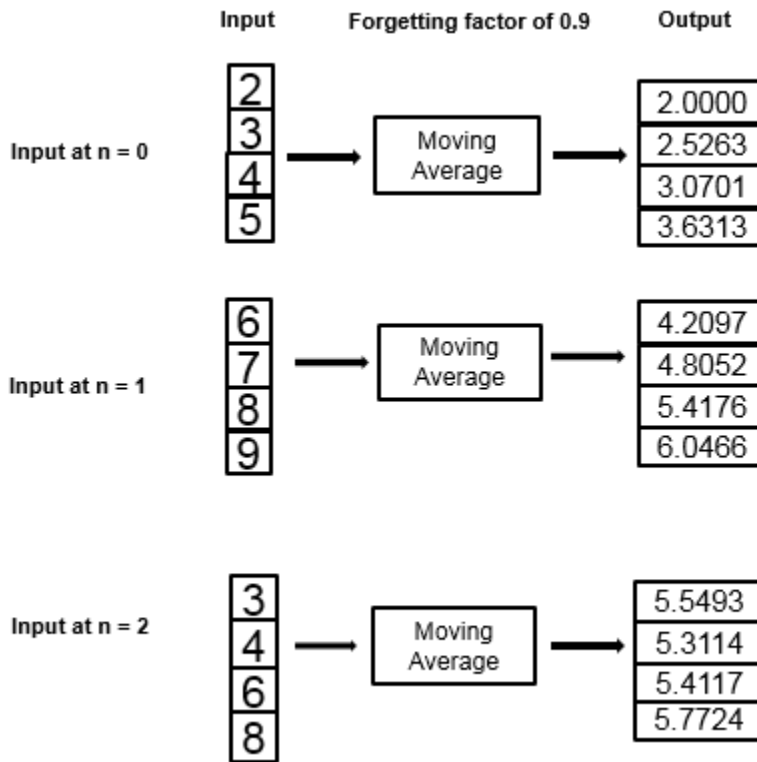 Input Forgetting factor of 0.9 Output
Input at n = 0
2
3
4
5
Moving
Average
2.0000
2.5263
3.0701
3.6313
Input at n = 1
6
7
8
9
Moving
Average
4.2097
4.8052
5.4176
6.0466
Input at n = 2
3
4
6
8
Moving
Average
5.5493
5.3114
5.4117
5.7724